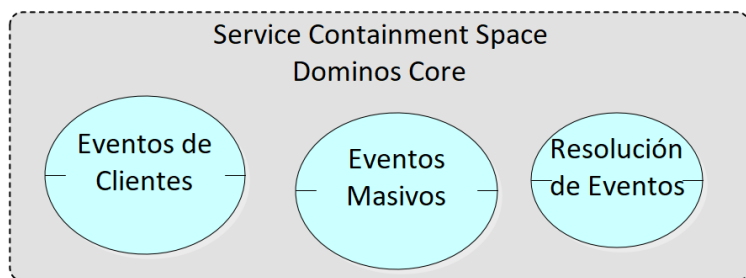 Service Containment Space
Dominos Core
Eventos de
Clientes
Eventos
Masivos
Resolución
de Eventos